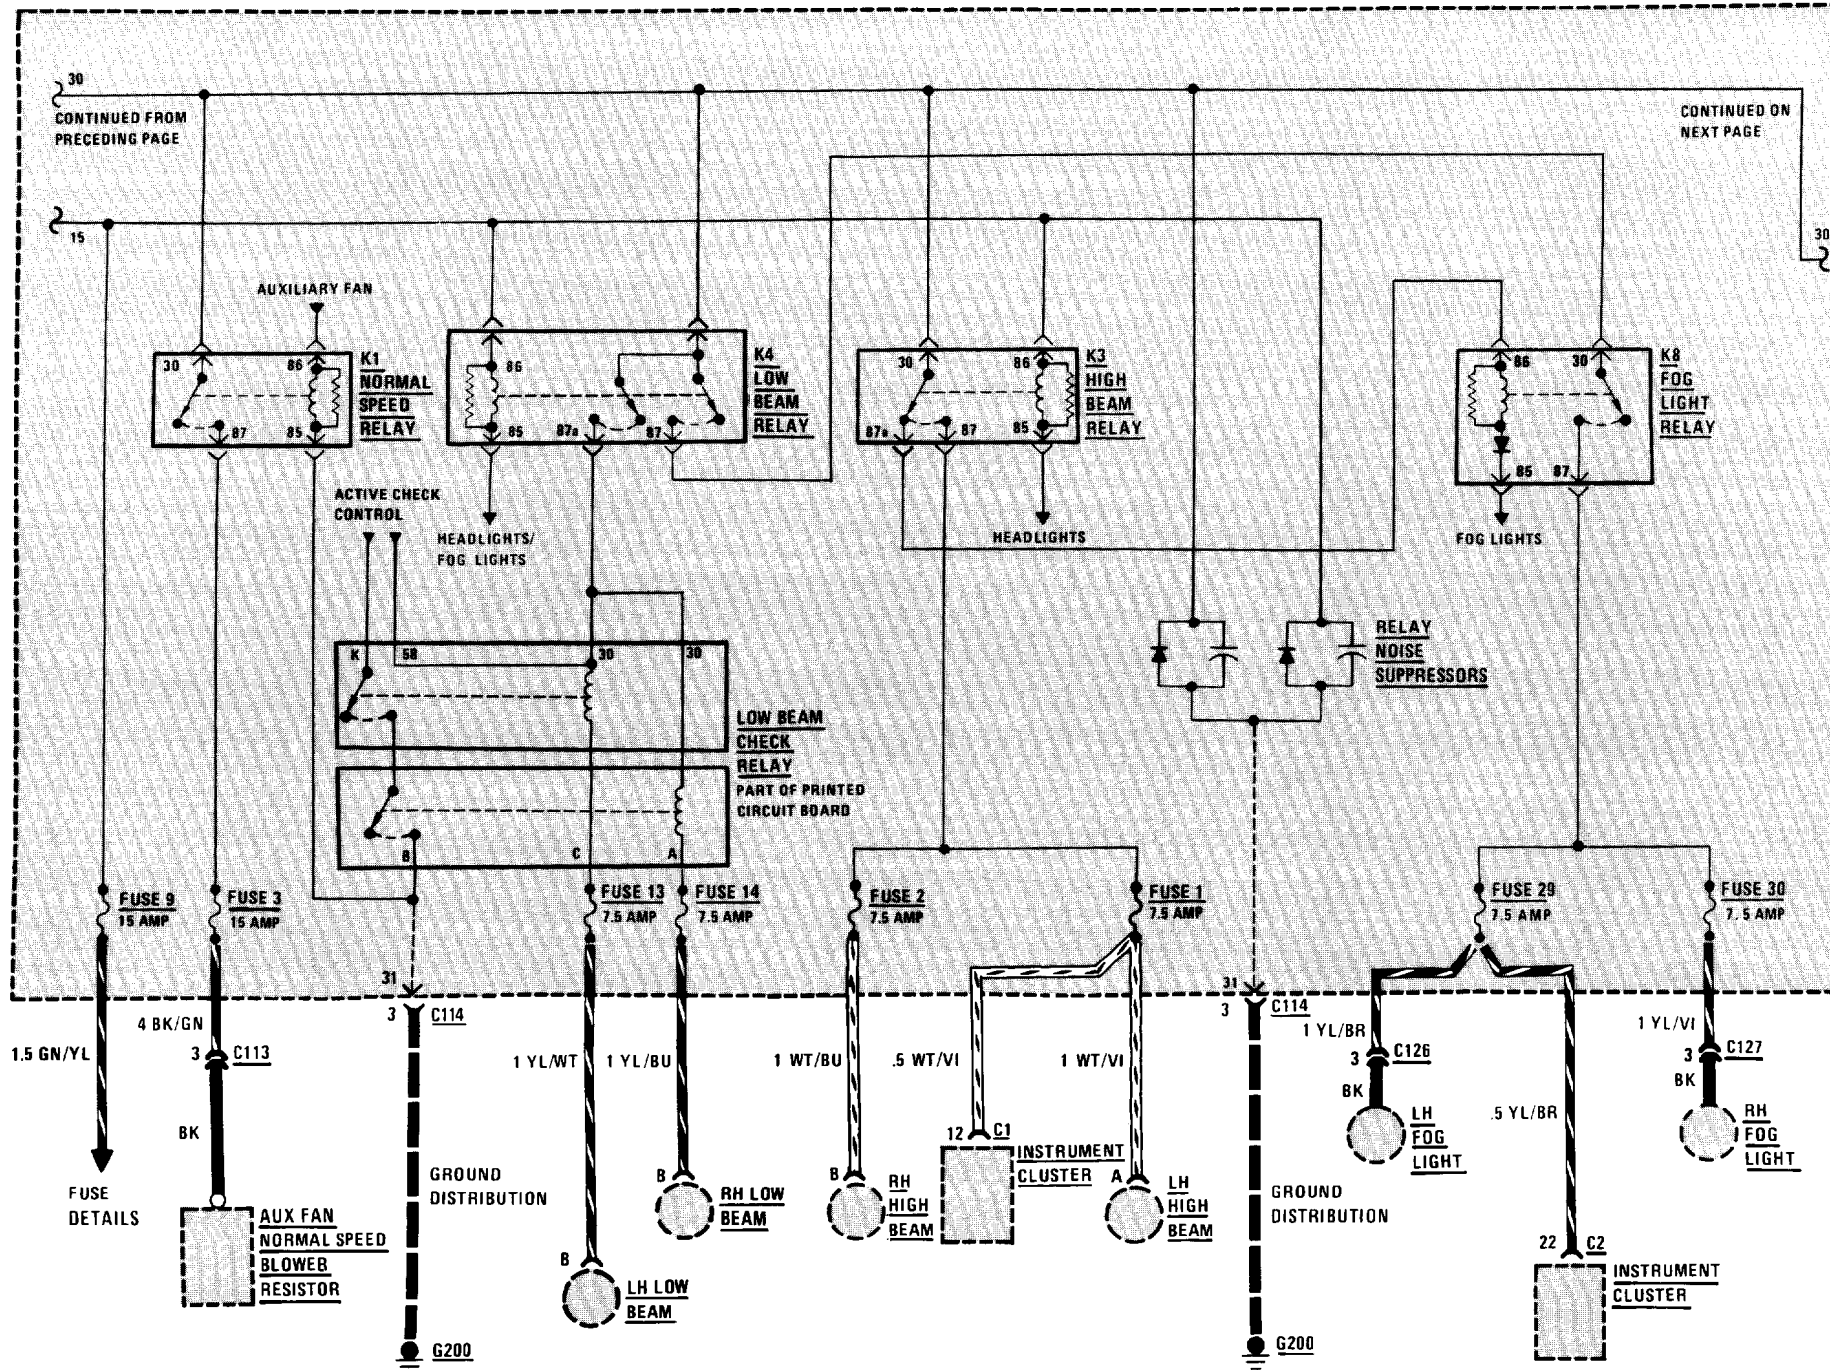 30
CONTINUED FROM
PRECEDING PAGE
CONTINUED ON
NEXT PAGE
15
30
AUXILIARY FAN
30
86
87
85
K1
NORMAL
SPEED
RELAY
86
85
87a
87
K4
LOW
BEAM
RELAY
30
86
87a
87
85
K3
HIGH
BEAM
RELAY
86
30
85
87
K8
FOG
LIGHT
RELAY
ACTIVE CHECK
CONTROL
HEADLIGHTS/
FOG LIGHTS
HEADLIGHTS
FOG LIGHTS
K
58
30
30
LOW BEAM
CHECK
RELAY
PART OF PRINTED
CIRCUIT BOARD
B
C
A
RELAY
NOISE
SUPPRESSORS
FUSE 9
15 AMP
FUSE 3
15 AMP
FUSE 13
7.5 AMP
FUSE 14
7.5 AMP
FUSE 2
7.5 AMP
FUSE 1
7.5 AMP
FUSE 29
7.5 AMP
FUSE 30
7.5 AMP
31
31
3
C114
3
C114
4 BK/GN
1.5 GN/YL
3
C113
1 YL/WT
1 YL/BU
1 WT/BU
.5 WT/VI
1 WT/VI
1 YL/BR
3
C126
BK
1 YL/VI
3
C127
BK
.5 YL/BR
BK
LH
FOG
LIGHT
RH
FOG
LIGHT
12
C1
INSTRUMENT
CLUSTER
GROUND
DISTRIBUTION
B
RH LOW
BEAM
B
RH
HIGH
BEAM
A
LH
HIGH
BEAM
GROUND
DISTRIBUTION
FUSE
DETAILS
AUX FAN
NORMAL SPEED
BLOWER
RESISTOR
B
LH LOW
BEAM
22
C2
INSTRUMENT
CLUSTER
G200
G200